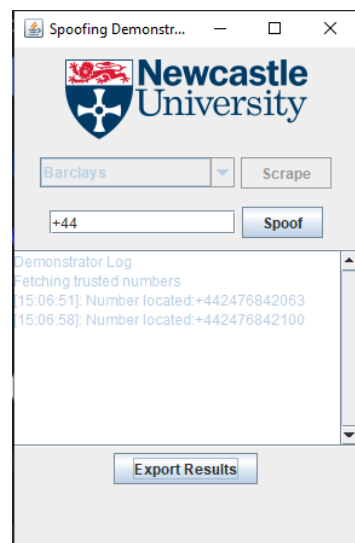 Spoofing Demonstr...
Newcastle
University
Barclays
Scrape
+44
Spoof
Demonstrator Log
Fetching trusted numbers
[15:06:51]: Number located:+442476842063
[15:06:58]: Number located:+442476842100
Export Results